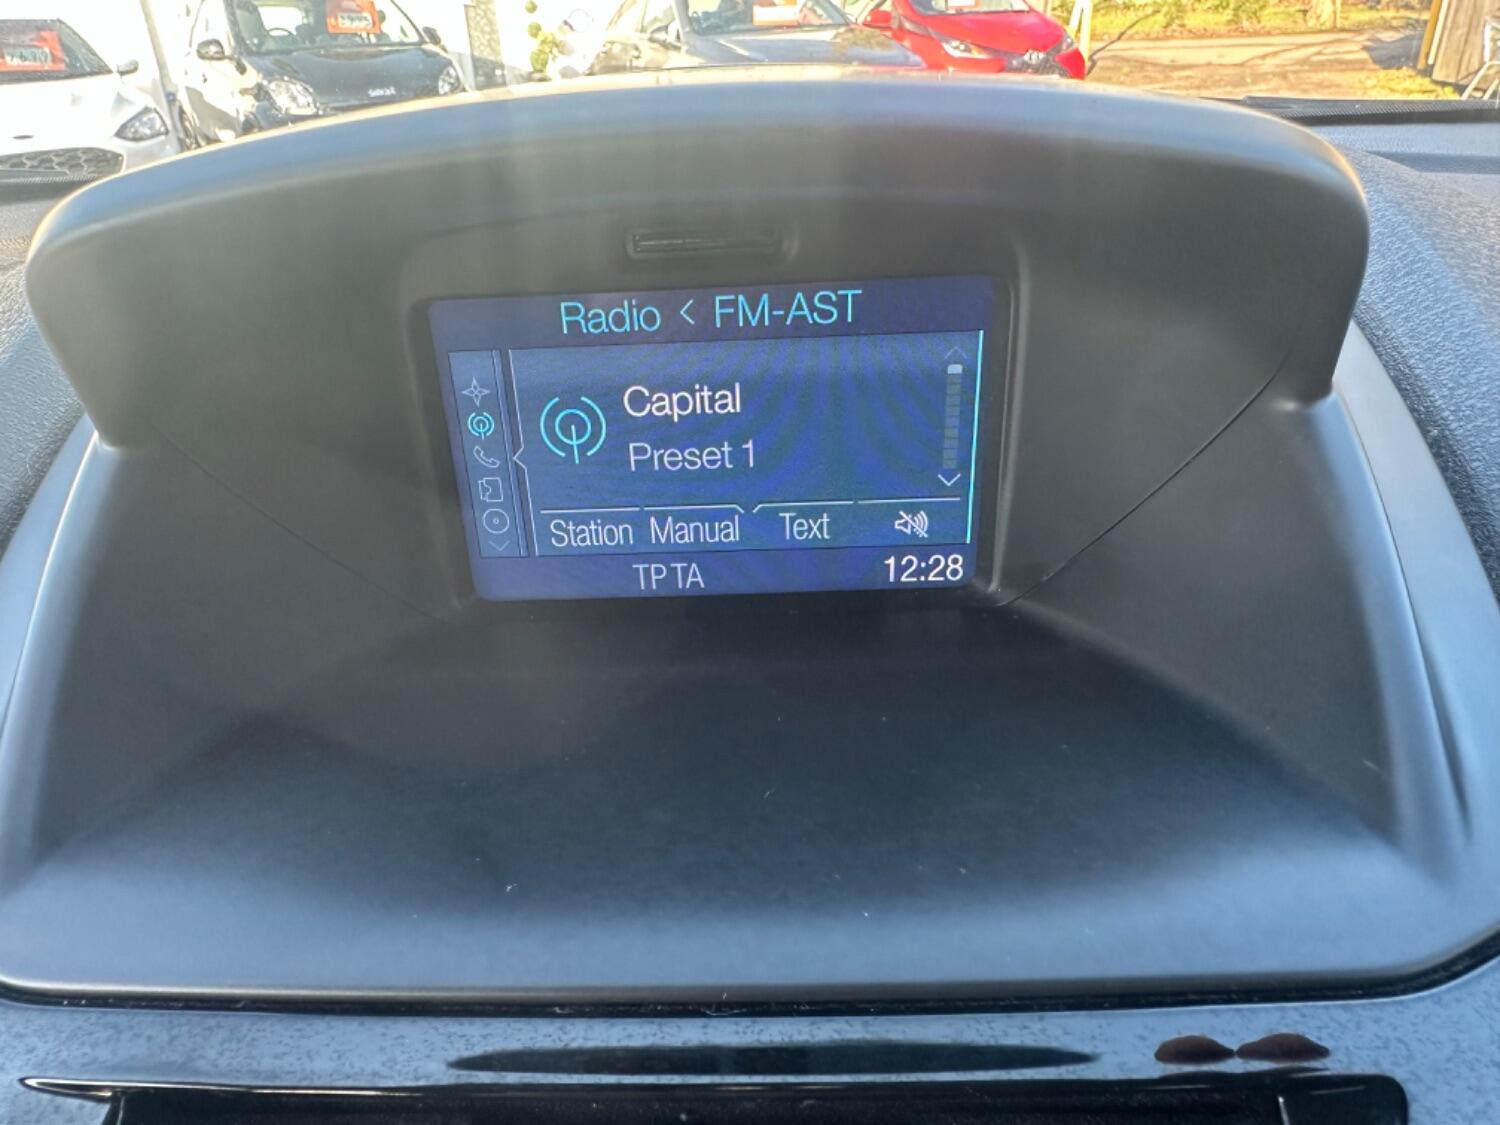 Radio < FM-AST
Capital
Preset 1
Station Manual Text
TP TA 12:28